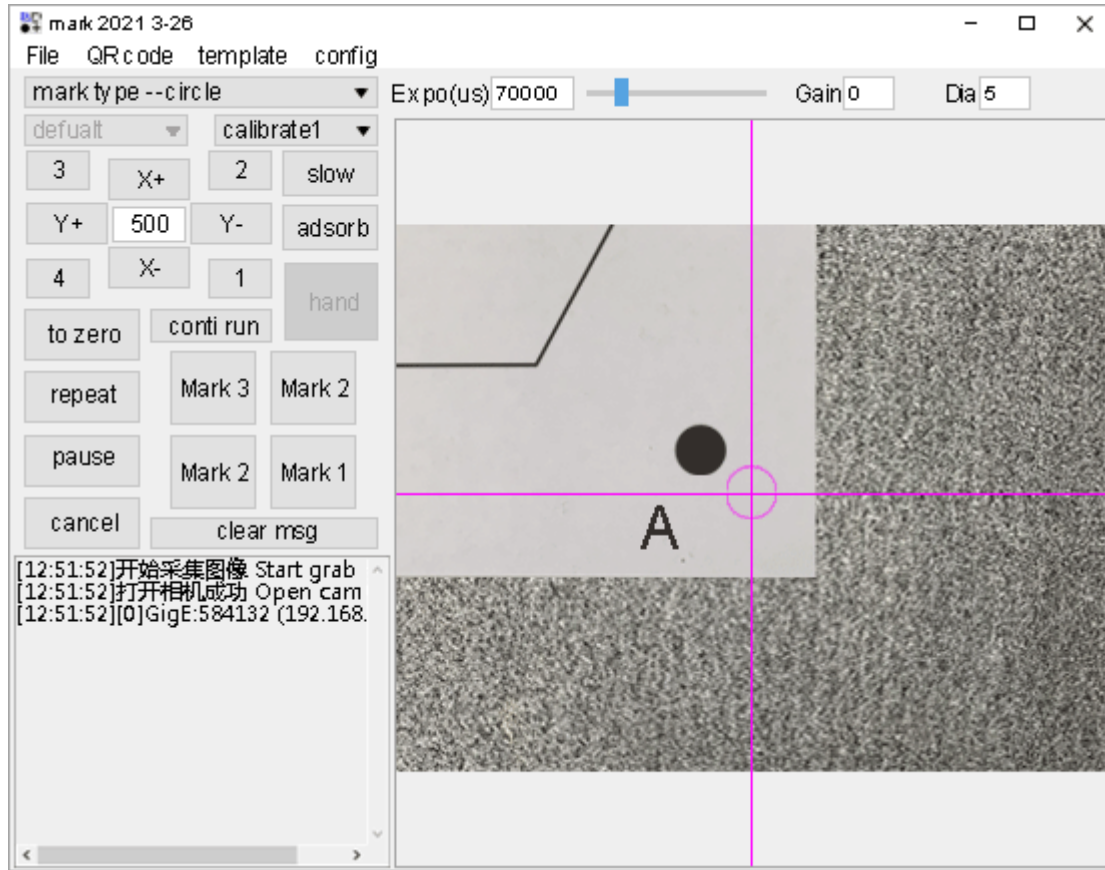 mark 2021 3-26
File QRcode template config
mark type --circle
Expo(us) 70000
Gain 0
Dia 5
defualt
calibrate1
3 X+ 2 slow
Y+ 500 Y- adsorb
4 X- 1 hand
to zero conti run
repeat Mark 3 Mark 2
pause Mark 2 Mark 1
cancel clear msg
A
[12:51:52]开始采集图像 Start grab
[12:51:52]打开相机成功 Open cam
[12:51:52][0]GigE:584132 (192.168.